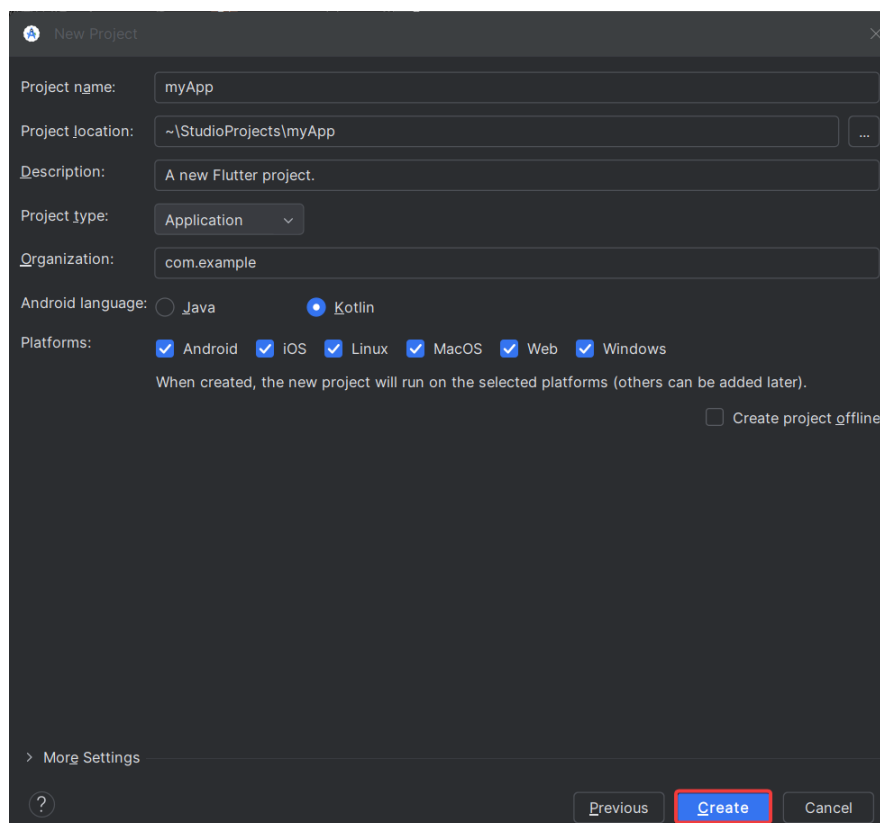 New Project
Project name: myApp
Project location: ~\StudioProjects\myApp ...
Description: A new Flutter project.
Project type: Application
Organization: com.example
Android language: Java Kotlin
Platforms: Android iOS Linux MacOS Web Windows
When created, the new project will run on the selected platforms (others can be added later).
Create project offline
More Settings
? Previous Create Cancel